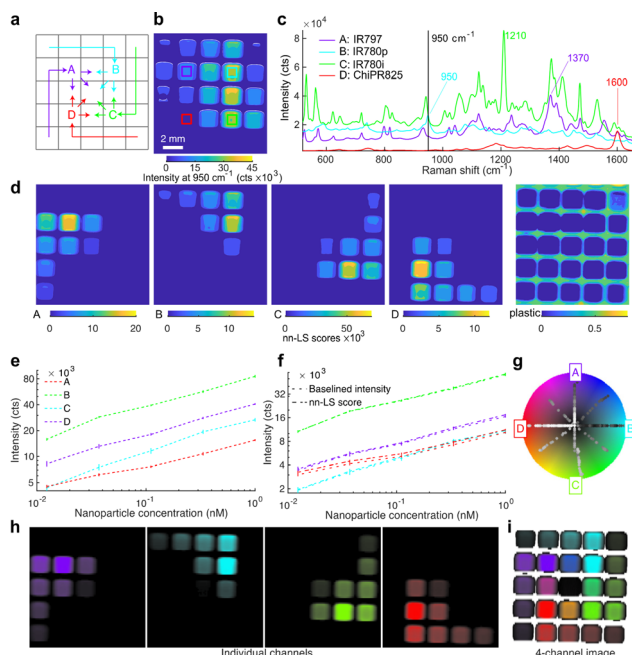 a
A
B
D
C
b
2 mm
0 15 30 45
Intensity at 950 cm⁻¹ (cts ×10³)
c
× 10⁴
8
6
4
2
Intensity (cts)
A: IR797
B: IR780p
C: IR780i
D: ChiPR825
950 cm⁻¹
1210
950
1370
1600
600 800 1000 1200 1400 1600
Raman shift (cm⁻¹)
d
A
0 10 20
B
0 5 10
C
0 50
D
0 5 10
plastic
0 0.5
nn-LS scores ×10³
e
× 10³
80
40
20
10
5
Intensity (cts)
A
B
C
D
10⁻¹
10⁰
Nanoparticle concentration (nM)
f
× 10³
32
16
8
4
2
Intensity (cts)
Baselined intensity
nn-LS score
10⁻²
10⁻¹
10⁰
Nanoparticle concentration (nM)
g
A
D
B
C
h
Individual channels
i
4-channel image